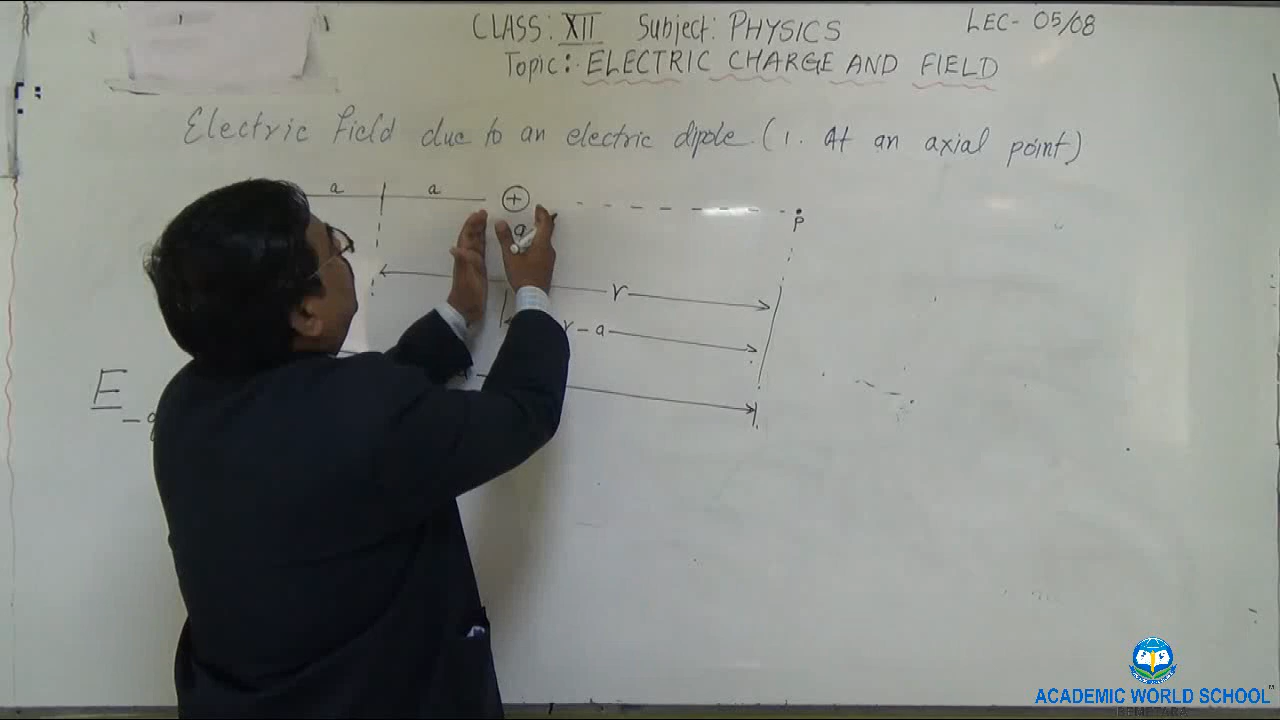 CLASS: XII Subject: PHYSICS LEC- 05/08
Topic: ELECTRIC CHARGE AND FIELD
Electric field due to an electric dipole. (1. At an axial point)
a a +
q P
r
r - a
E-q
ACADEMIC WORLD SCHOOL
BEMETARA